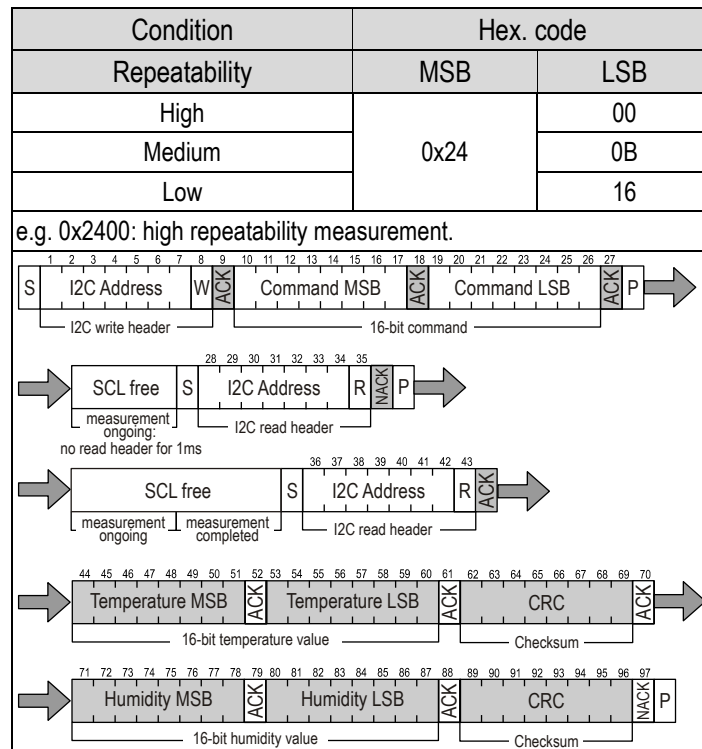 Condition Hex. code
Repeatability MSB LSB
High 00
Medium 0x24 0B
Low 16
e.g. 0x2400: high repeatability measurement.
1 2 3 4 5 6 7 8 9 10 11 12 13 14 15 16 17 18 19 20 21 22 23 24 25 26 27
S I2C Address W ACK Command MSB ACK Command LSB ACK P
I2C write header 16-bit command
28 29 30 31 32 33 34 35
SCL free S I2C Address R NACK P
measurement
ongoing:
no read header for 1ms
I2C read header
36 37 38 39 40 41 42 43
SCL free S I2C Address R ACK
measurement
ongoing
measurement
completed
I2C read header
44 45 46 47 48 49 50 51 52 53 54 55 56 57 58 59 60 61 62 63 64 65 66 67 68 69 70
Temperature MSB ACK Temperature LSB ACK CRC ACK
16-bit temperature value Checksum
71 72 73 74 75 76 77 78 79 80 81 82 83 84 85 86 87 88 89 90 91 92 93 94 95 96 97
Humidity MSB ACK Humidity LSB ACK CRC NACK P
16-bit humidity value Checksum